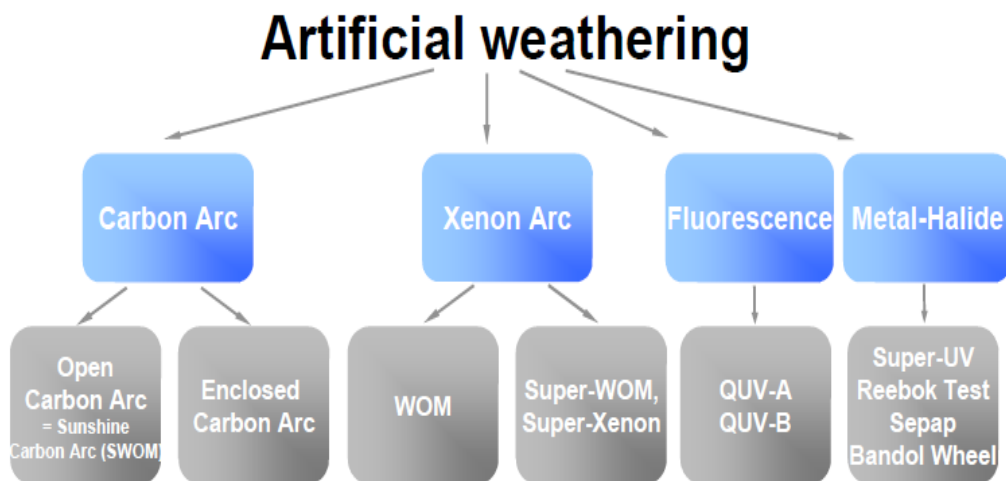 Artificial weathering
Carbon Arc
Xenon Arc
Fluorescence
Metal-Halide
Open
Carbon Arc
= Sunshine
Carbon Arc (SWOM)
Enclosed
Carbon Arc
WOM
Super-WOM,
Super-Xenon
QUV-A
QUV-B
Super-UV
Reebok Test
Sepap
Bandol Wheel